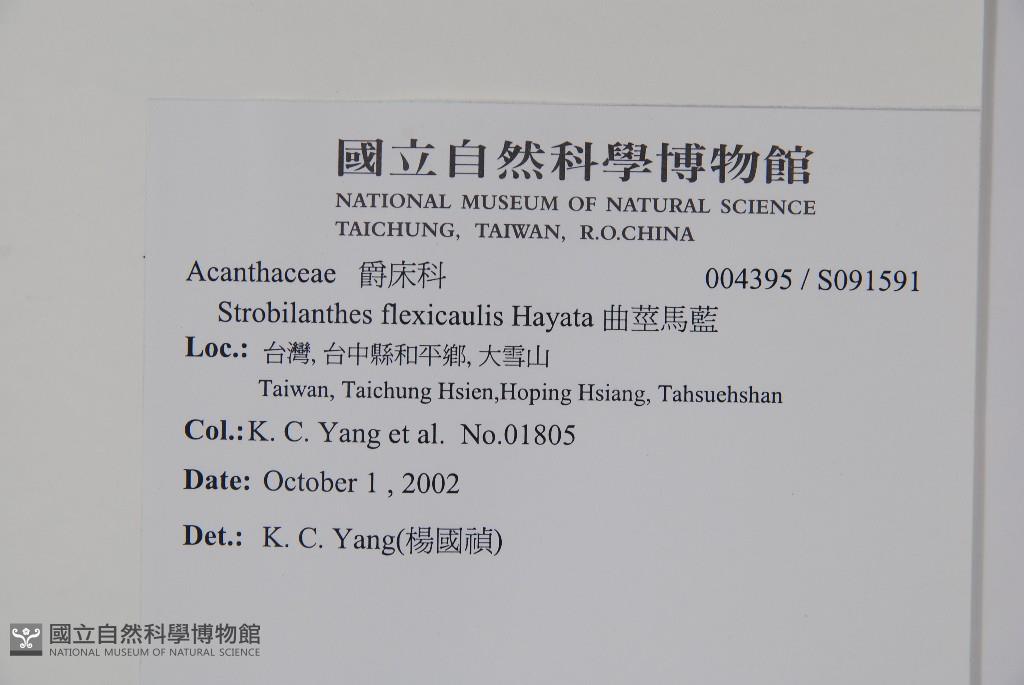 國立自然科學博物館
NATIONAL MUSEUM OF NATURAL SCIENCE
TAICHUNG, TAIWAN, R.O.CHINA
Acanthaceae 爵床科 004395 / S091591
Strobilanthes flexicaulis Hayata 曲莖馬藍
Loc.: 台灣, 台中縣和平鄉, 大雪山
Taiwan, Taichung Hsien,Hoping Hsiang, Tahsuehshan
Col.: K. C. Yang et al. No.01805
Date: October 1 , 2002
Det.: K. C. Yang(楊國禎)
國立自然科學博物館
NATIONAL MUSEUM OF NATURAL SCIENCE